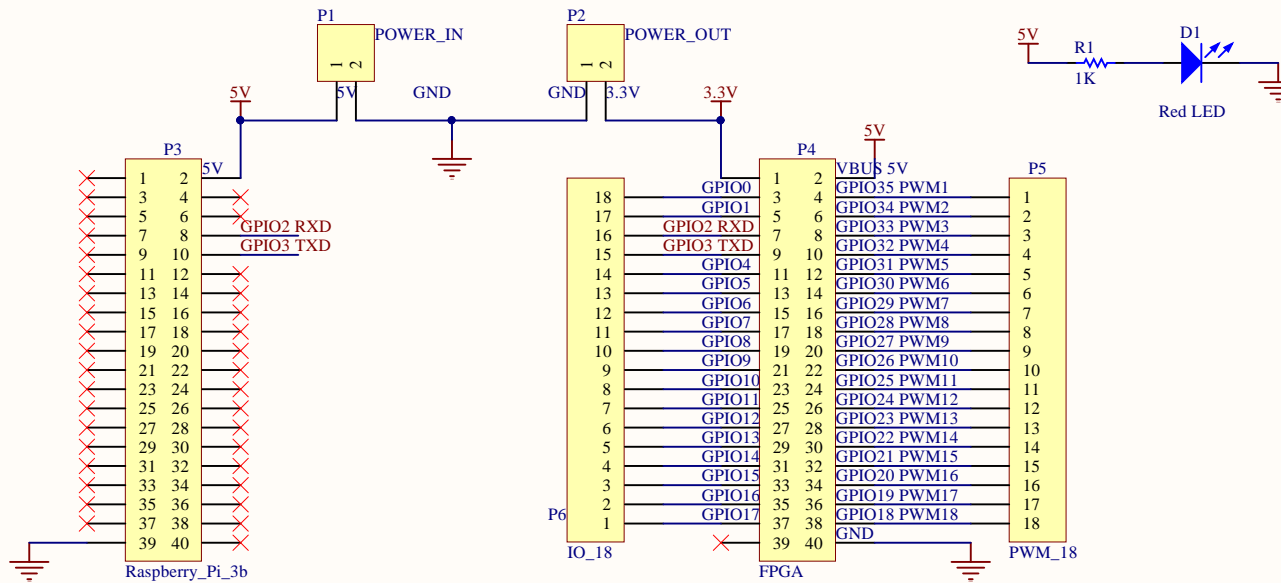 P1
POWER_IN
1 2
5V
GND
P2
POWER_OUT
1 2
GND
3.3V
5V
3.3V
5V
R1
1K
D1
Red LED
P3
5V
1 2
3 4
5 6
7 8 GPIO2 RXD
9 10 GPIO3 TXD
11 12
13 14
15 16
17 18
19 20
21 22
23 24
25 26
27 28
29 30
31 32
33 34
35 36
37 38
39 40
Raspberry_Pi_3b
P4
5V
P5
1 2 VBUS 5V
18 GPIO0 3 4 GPIO35 PWM1 1
17 GPIO1 5 6 GPIO34 PWM2 2
16 GPIO2 RXD 7 8 GPIO33 PWM3 3
15 GPIO3 TXD 9 10 GPIO32 PWM4 4
14 GPIO4 11 12 GPIO31 PWM5 5
13 GPIO5 13 14 GPIO30 PWM6 6
12 GPIO6 15 16 GPIO29 PWM7 7
11 GPIO7 17 18 GPIO28 PWM8 8
10 GPIO8 19 20 GPIO27 PWM9 9
9 GPIO9 21 22 GPIO26 PWM10 10
8 GPIO10 23 24 GPIO25 PWM11 11
7 GPIO11 25 26 GPIO24 PWM12 12
6 GPIO12 27 28 GPIO23 PWM13 13
5 GPIO13 29 30 GPIO22 PWM14 14
4 GPIO14 31 32 GPIO21 PWM15 15
3 GPIO15 33 34 GPIO20 PWM16 16
2 GPIO16 35 36 GPIO19 PWM17 17
1 GPIO17 37 38 GPIO18 PWM18 18
39 40 GND
P6
IO_18
FPGA
PWM_18